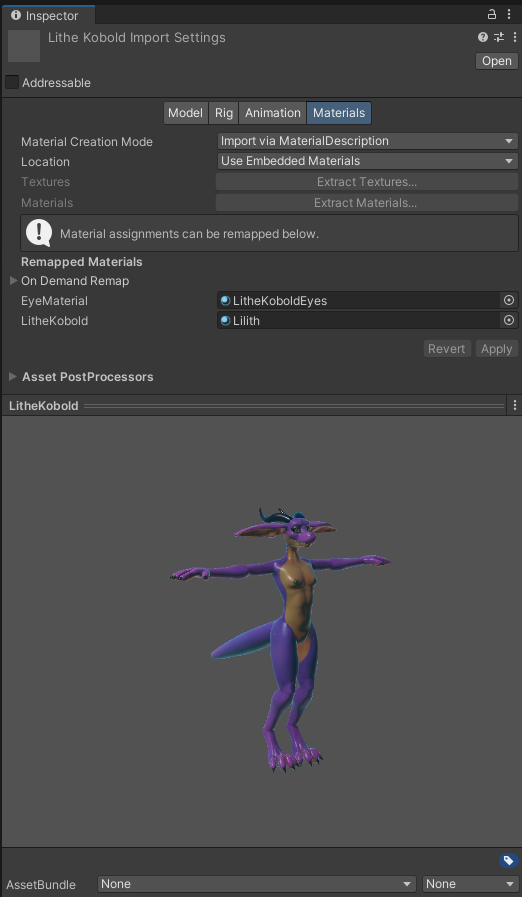 Inspector
Lithe Kobold Import Settings
Open
Addressable
Model Rig Animation Materials
Material Creation Mode Import via MaterialDescription
Location Use Embedded Materials
Textures Extract Textures...
Materials Extract Materials...
Material assignments can be remapped below.
Remapped Materials
On Demand Remap
EyeMaterial LitheKoboldEyes
LitheKobold Lilith
Revert Apply
Asset PostProcessors
LitheKobold
AssetBundle None None